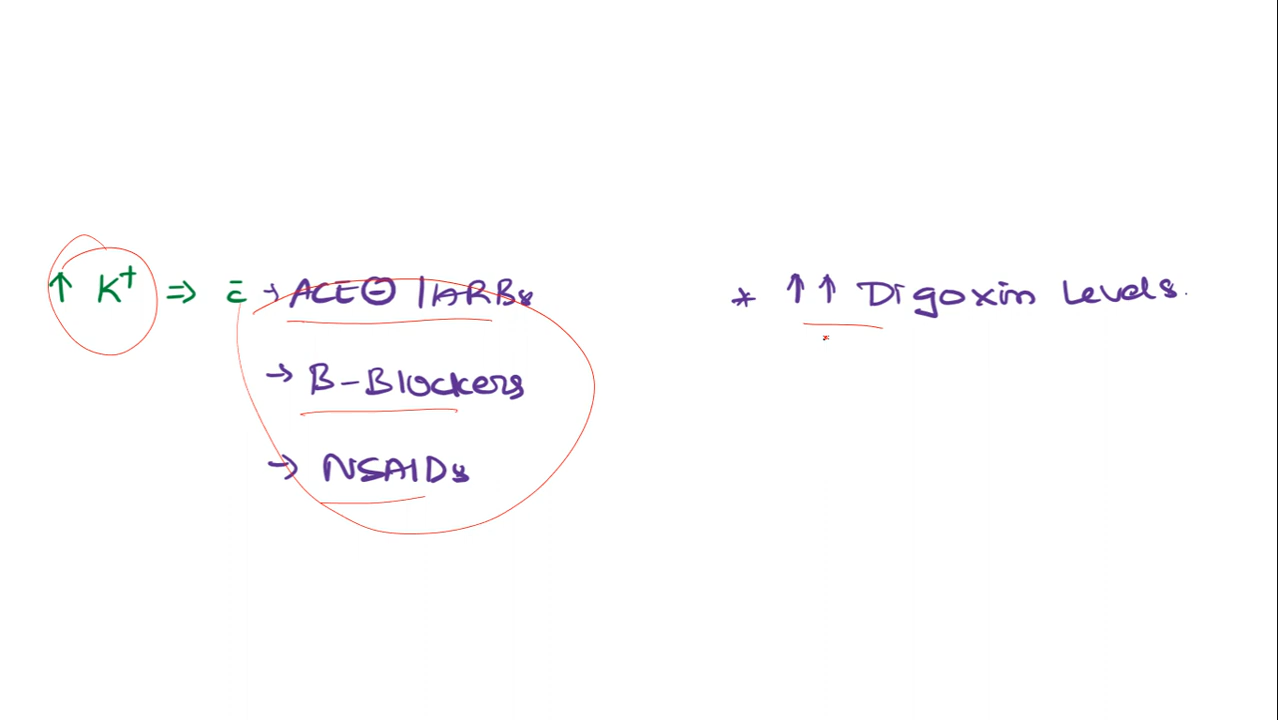 ↑ K⁺ ⇒ c̄ → ACE⊖ | ARBs
→ B-Blockers
→ NSAIDs
* ↑↑ Digoxin Levels.